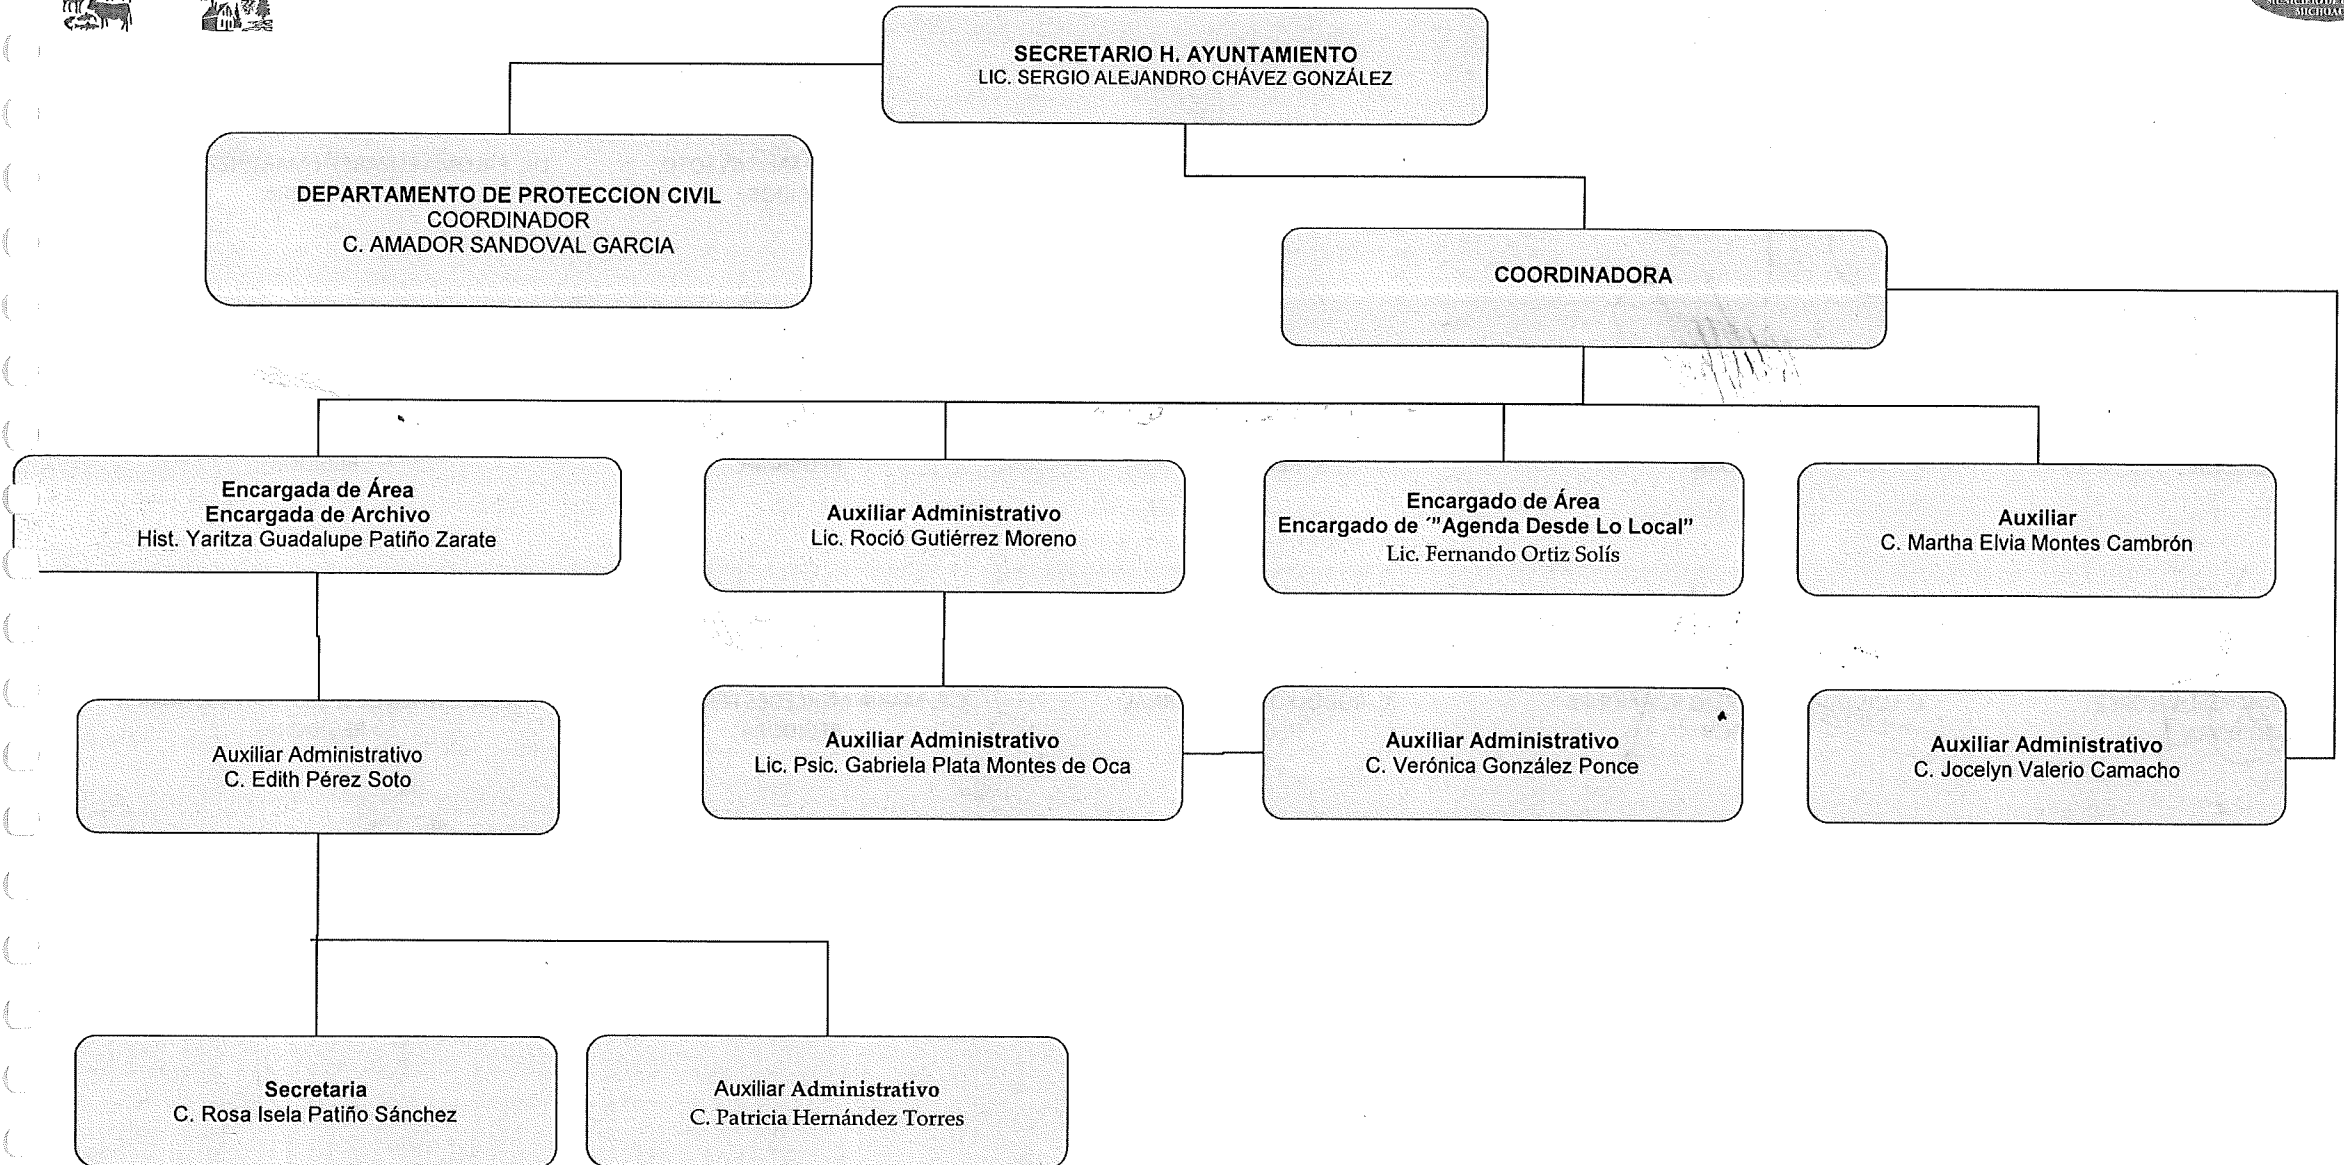 SECRETARIO H. AYUNTAMIENTO
LIC. SERGIO ALEJANDRO CHÁVEZ GONZÁLEZ
DEPARTAMENTO DE PROTECCION CIVIL
COORDINADOR
C. AMADOR SANDOVAL GARCIA
COORDINADORA
Encargada de Área
Encargada de Archivo
Hist. Yaritza Guadalupe Patiño Zarate
Auxiliar Administrativo
Lic. Roció Gutiérrez Moreno
Encargado de Área
Encargado de ´"Agenda Desde Lo Local"
Lic. Fernando Ortiz Solís
Auxiliar
C. Martha Elvia Montes Cambrón
Auxiliar Administrativo
C. Edith Pérez Soto
Auxiliar Administrativo
Lic. Psic. Gabriela Plata Montes de Oca
Auxiliar Administrativo
C. Verónica González Ponce
Auxiliar Administrativo
C. Jocelyn Valerio Camacho
Secretaria
C. Rosa Isela Patiño Sánchez
Auxiliar Administrativo
C. Patricia Hernández Torres